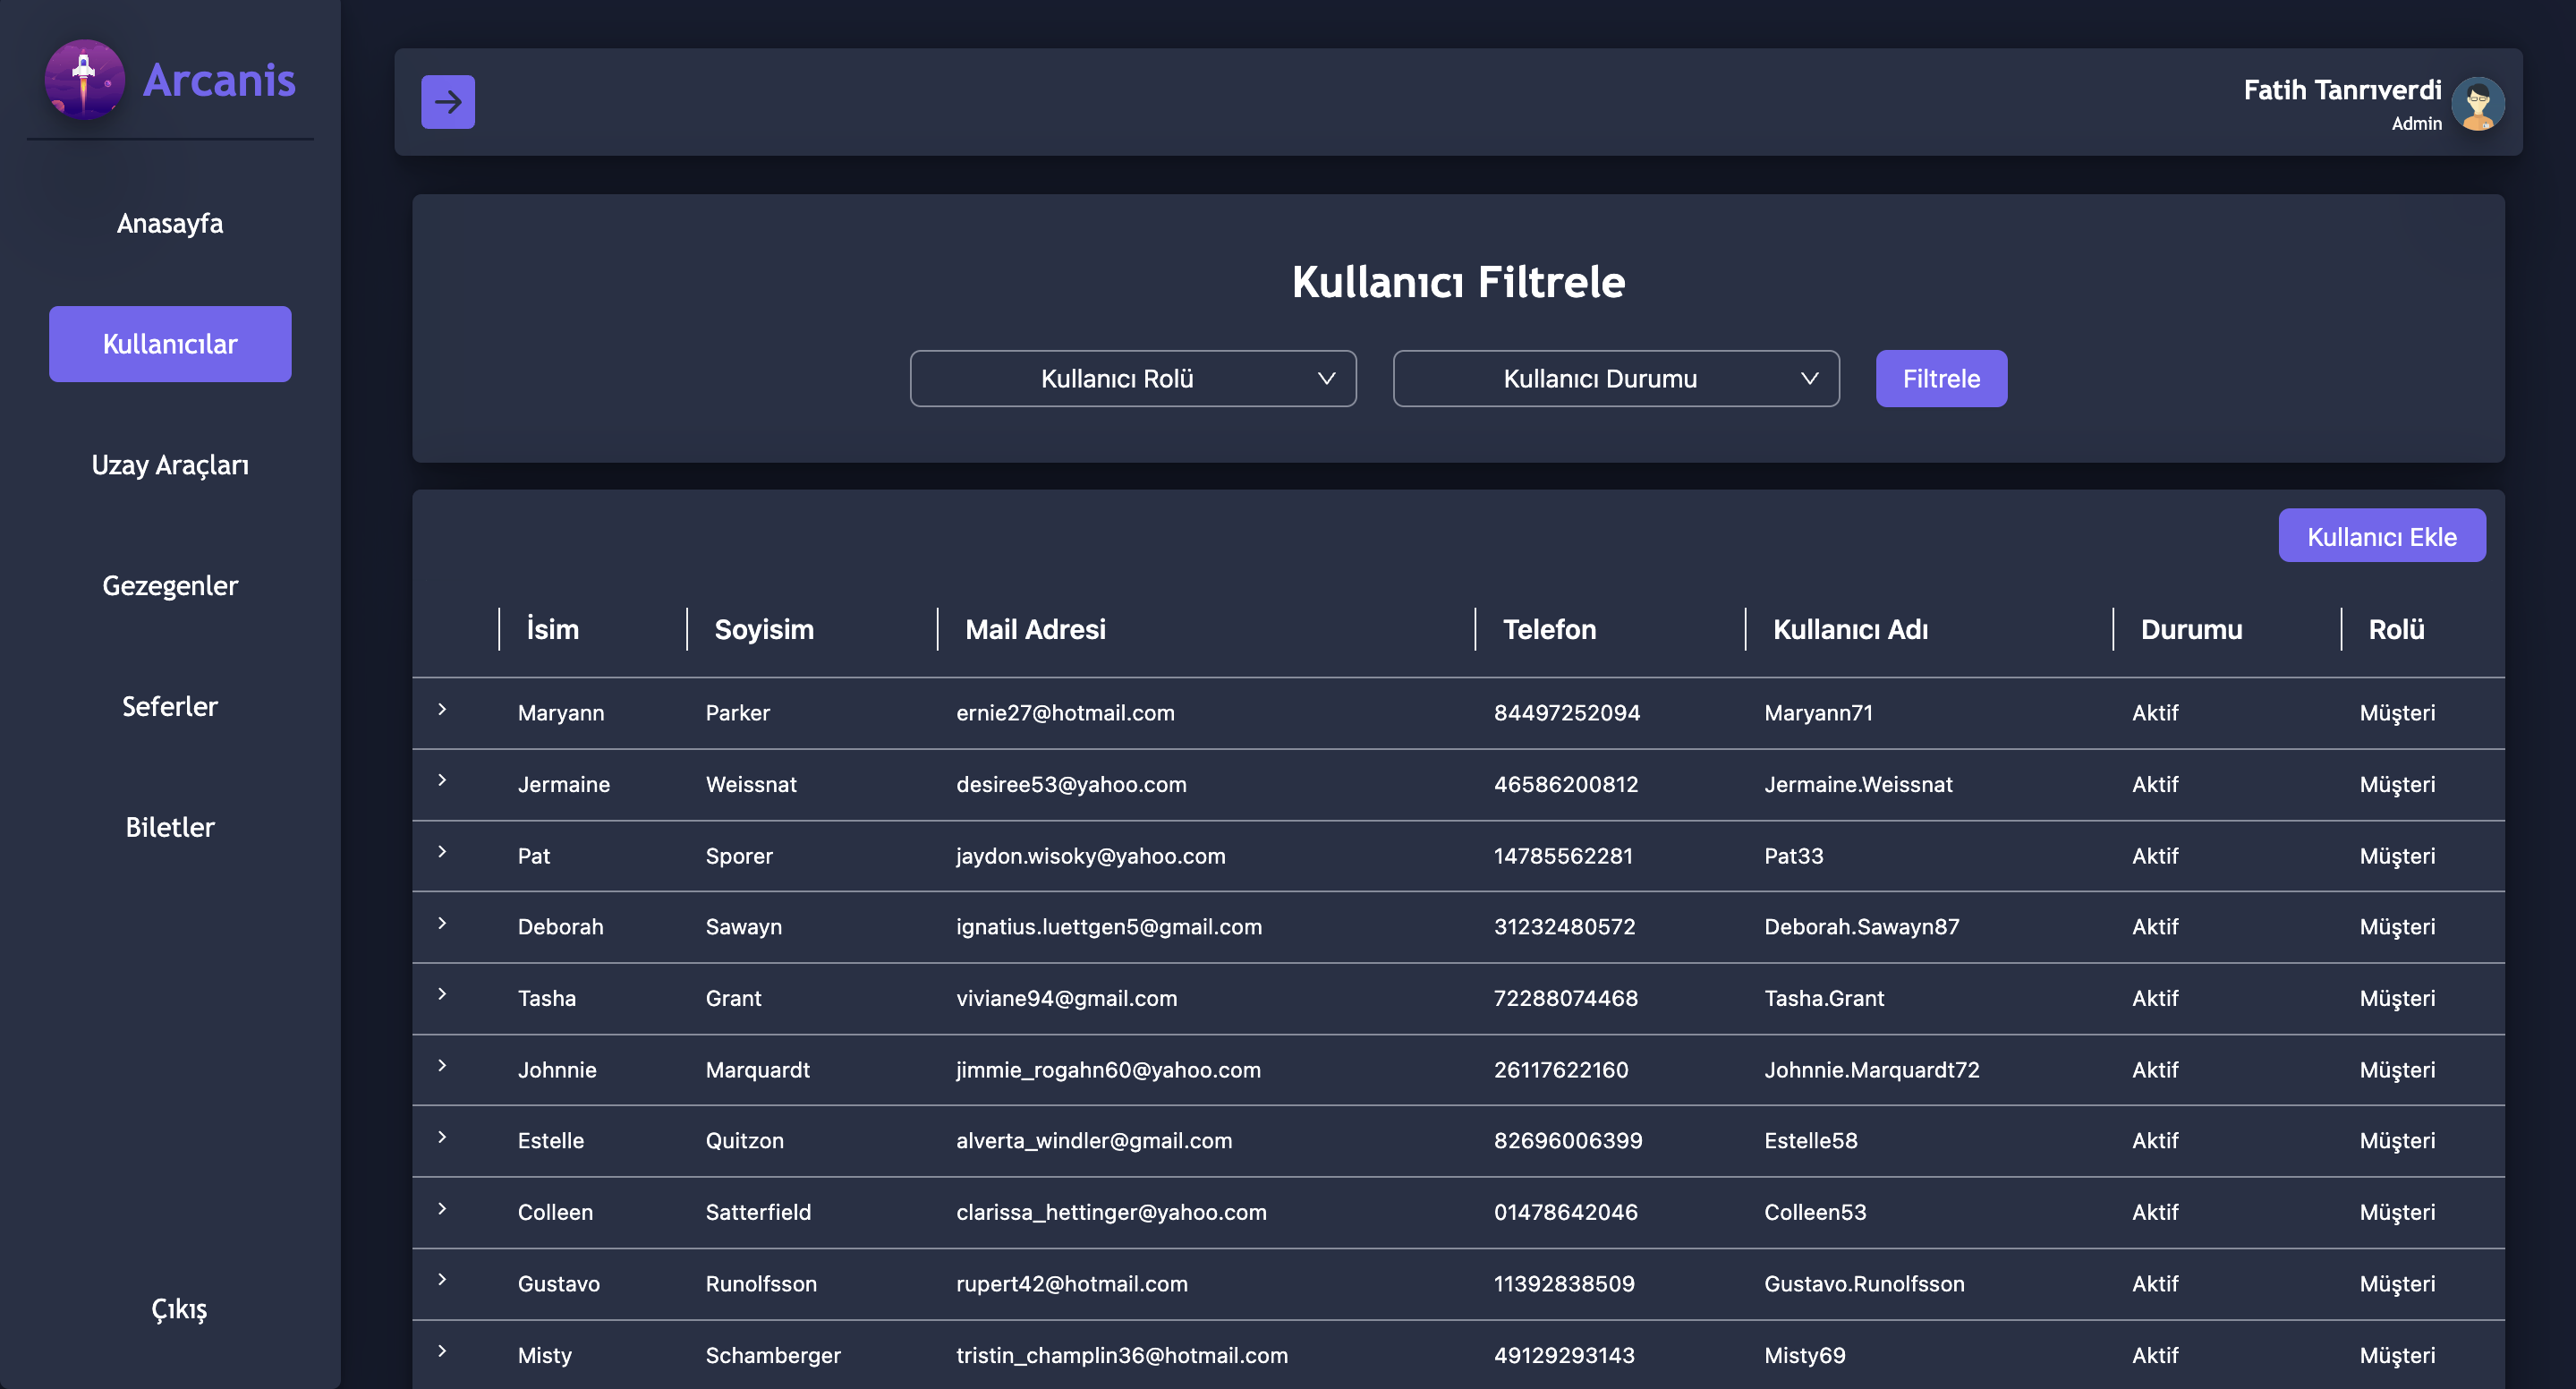 Arcanis
Fatih Tanrıverdi
Admin
Anasayfa
Kullanıcılar
Uzay Araçları
Gezegenler
Seferler
Biletler
Çıkış
Kullanıcı Filtrele
Kullanıcı Rolü Kullanıcı Durumu Filtrele
Kullanıcı Ekle
İsim Soyisim Mail Adresi Telefon Kullanıcı Adı Durumu Rolü
Maryann Parker ernie27@hotmail.com 84497252094 Maryann71 Aktif Müşteri
Jermaine Weissnat desiree53@yahoo.com 46586200812 Jermaine.Weissnat Aktif Müşteri
Pat Sporer jaydon.wisoky@yahoo.com 14785562281 Pat33 Aktif Müşteri
Deborah Sawayn ignatius.luettgen5@gmail.com 31232480572 Deborah.Sawayn87 Aktif Müşteri
Tasha Grant viviane94@gmail.com 72288074468 Tasha.Grant Aktif Müşteri
Johnnie Marquardt jimmie_rogahn60@yahoo.com 26117622160 Johnnie.Marquardt72 Aktif Müşteri
Estelle Quitzon alverta_windler@gmail.com 82696006399 Estelle58 Aktif Müşteri
Colleen Satterfield clarissa_hettinger@yahoo.com 01478642046 Colleen53 Aktif Müşteri
Gustavo Runolfsson rupert42@hotmail.com 11392838509 Gustavo.Runolfsson Aktif Müşteri
Misty Schamberger tristin_champlin36@hotmail.com 49129293143 Misty69 Aktif Müşteri